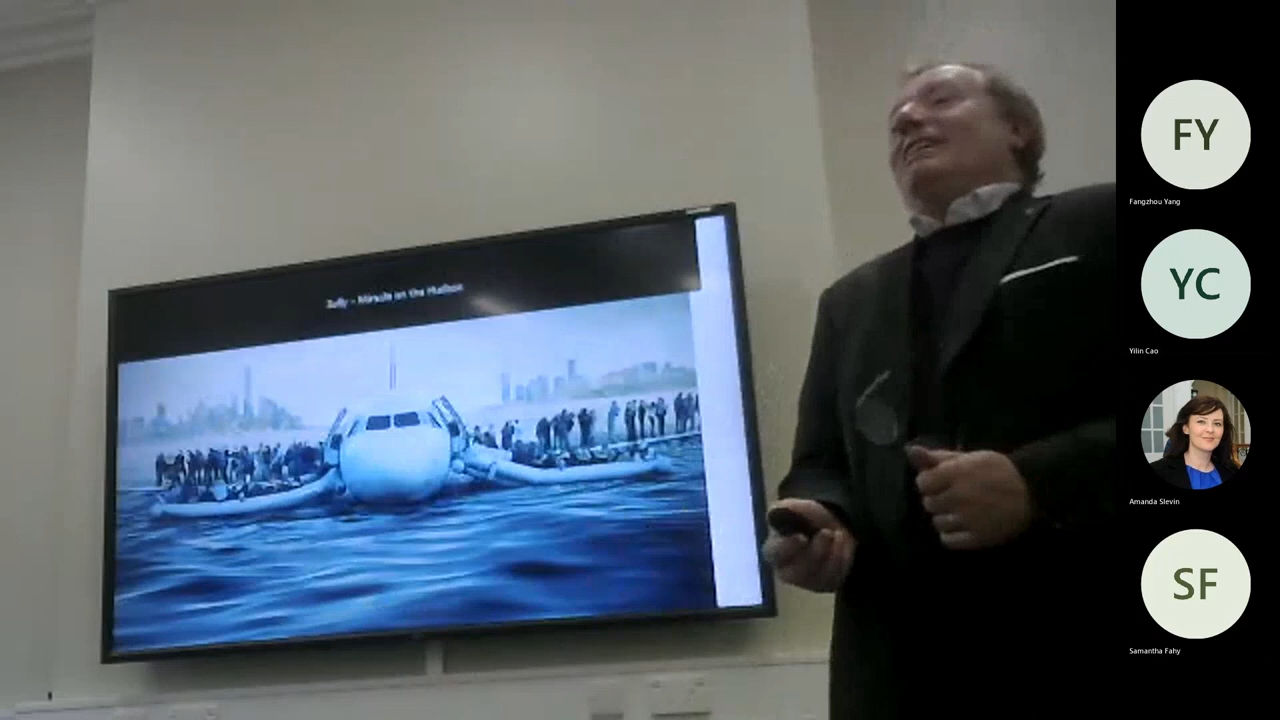 Sully - Miracle on the Hudson
FY
Fangzhou Yang
YC
Yilin Cao
Amanda Slevin
SF
Samantha Fahy